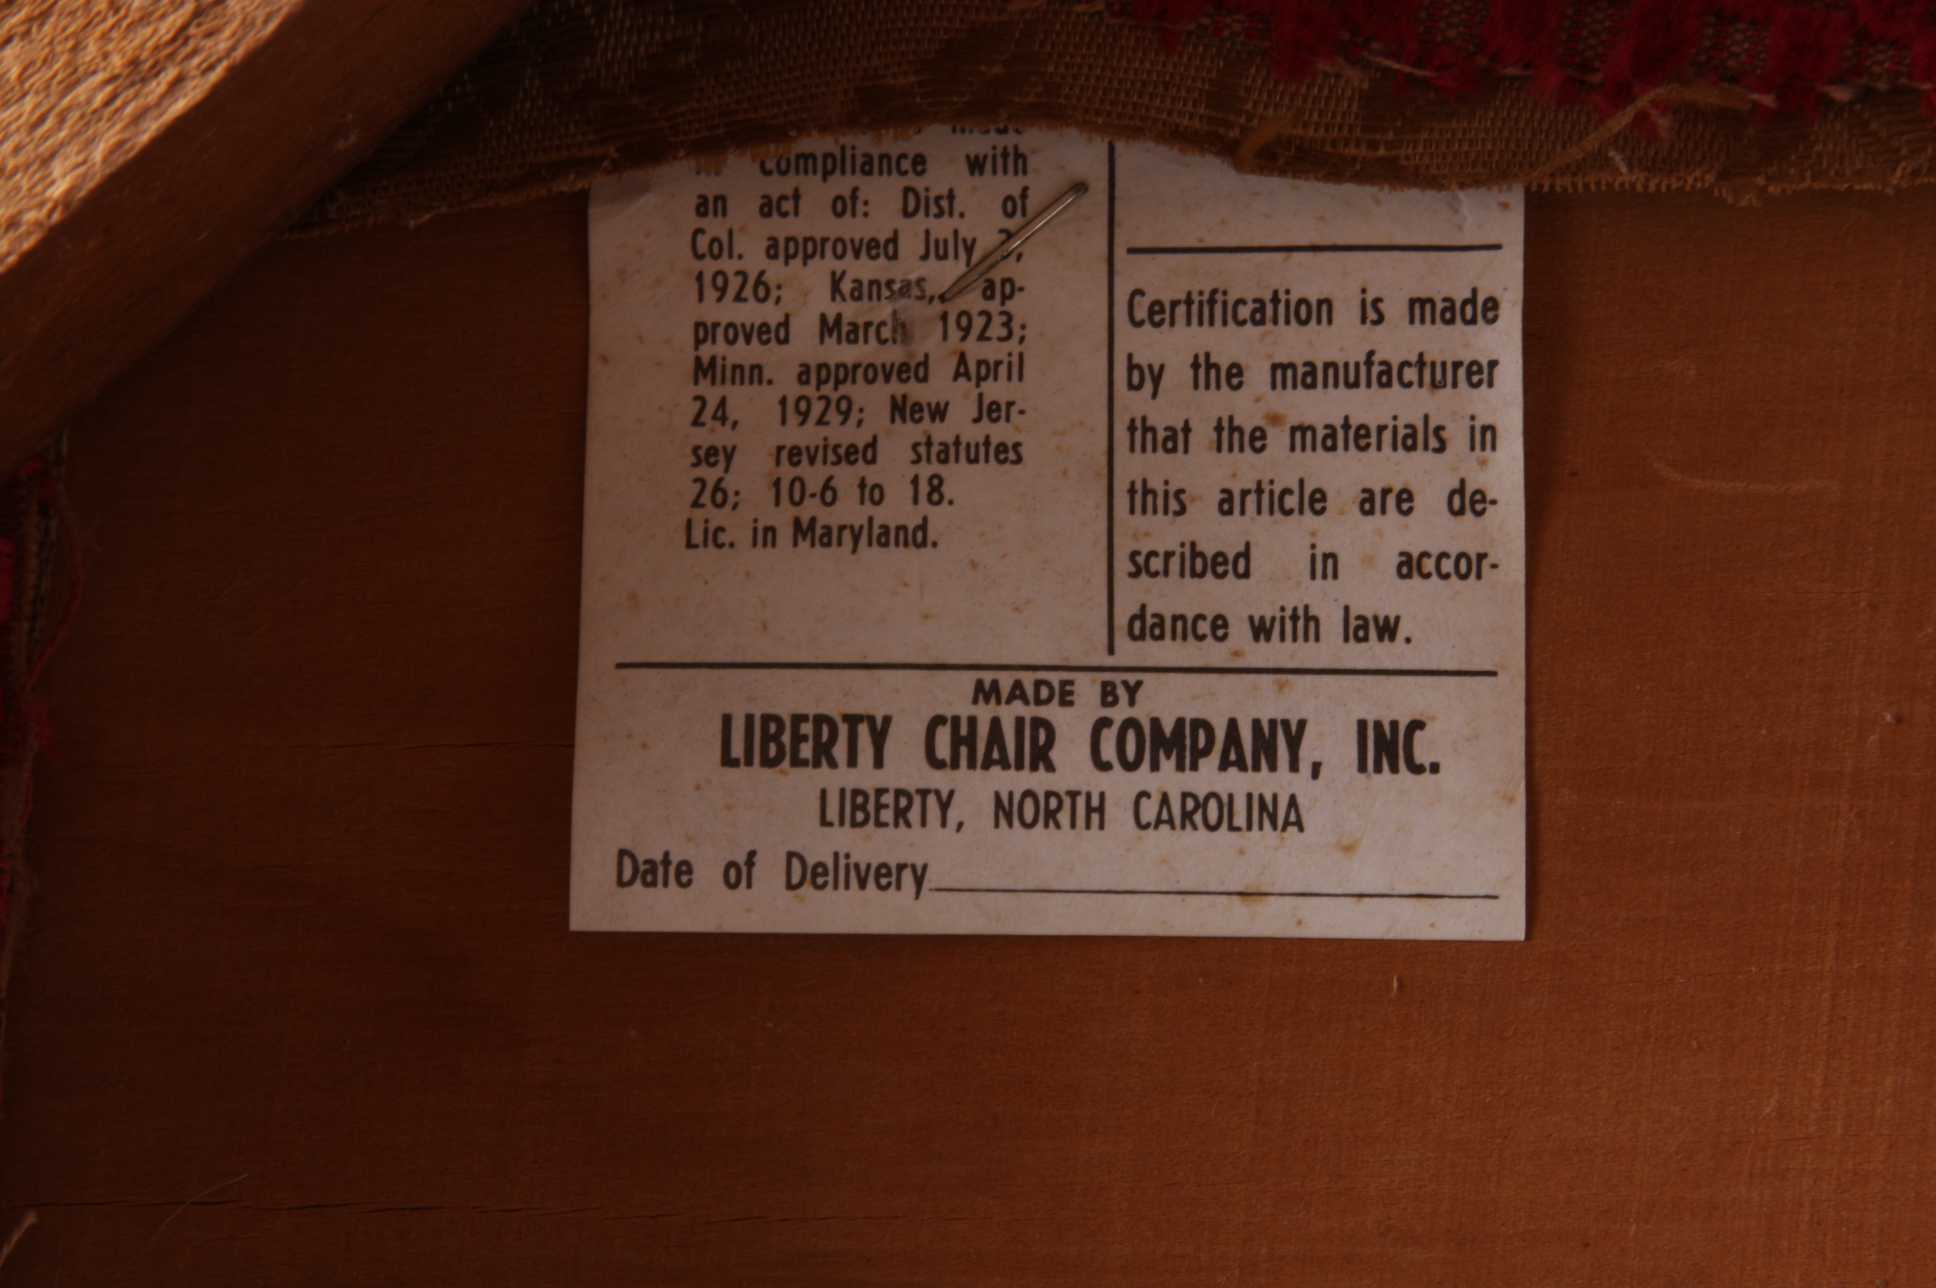 made
in compliance with
an act of: Dist. of
Col. approved July 3,
1926; Kansas, ap-
proved March 1923;
Minn. approved April
24, 1929; New Jer-
sey revised statutes
26; 10-6 to 18.
Lic. in Maryland.
Certification is made
by the manufacturer
that the materials in
this article are de-
scribed in accor-
dance with law.
MADE BY
LIBERTY CHAIR COMPANY, INC.
LIBERTY, NORTH CAROLINA
Date of Delivery